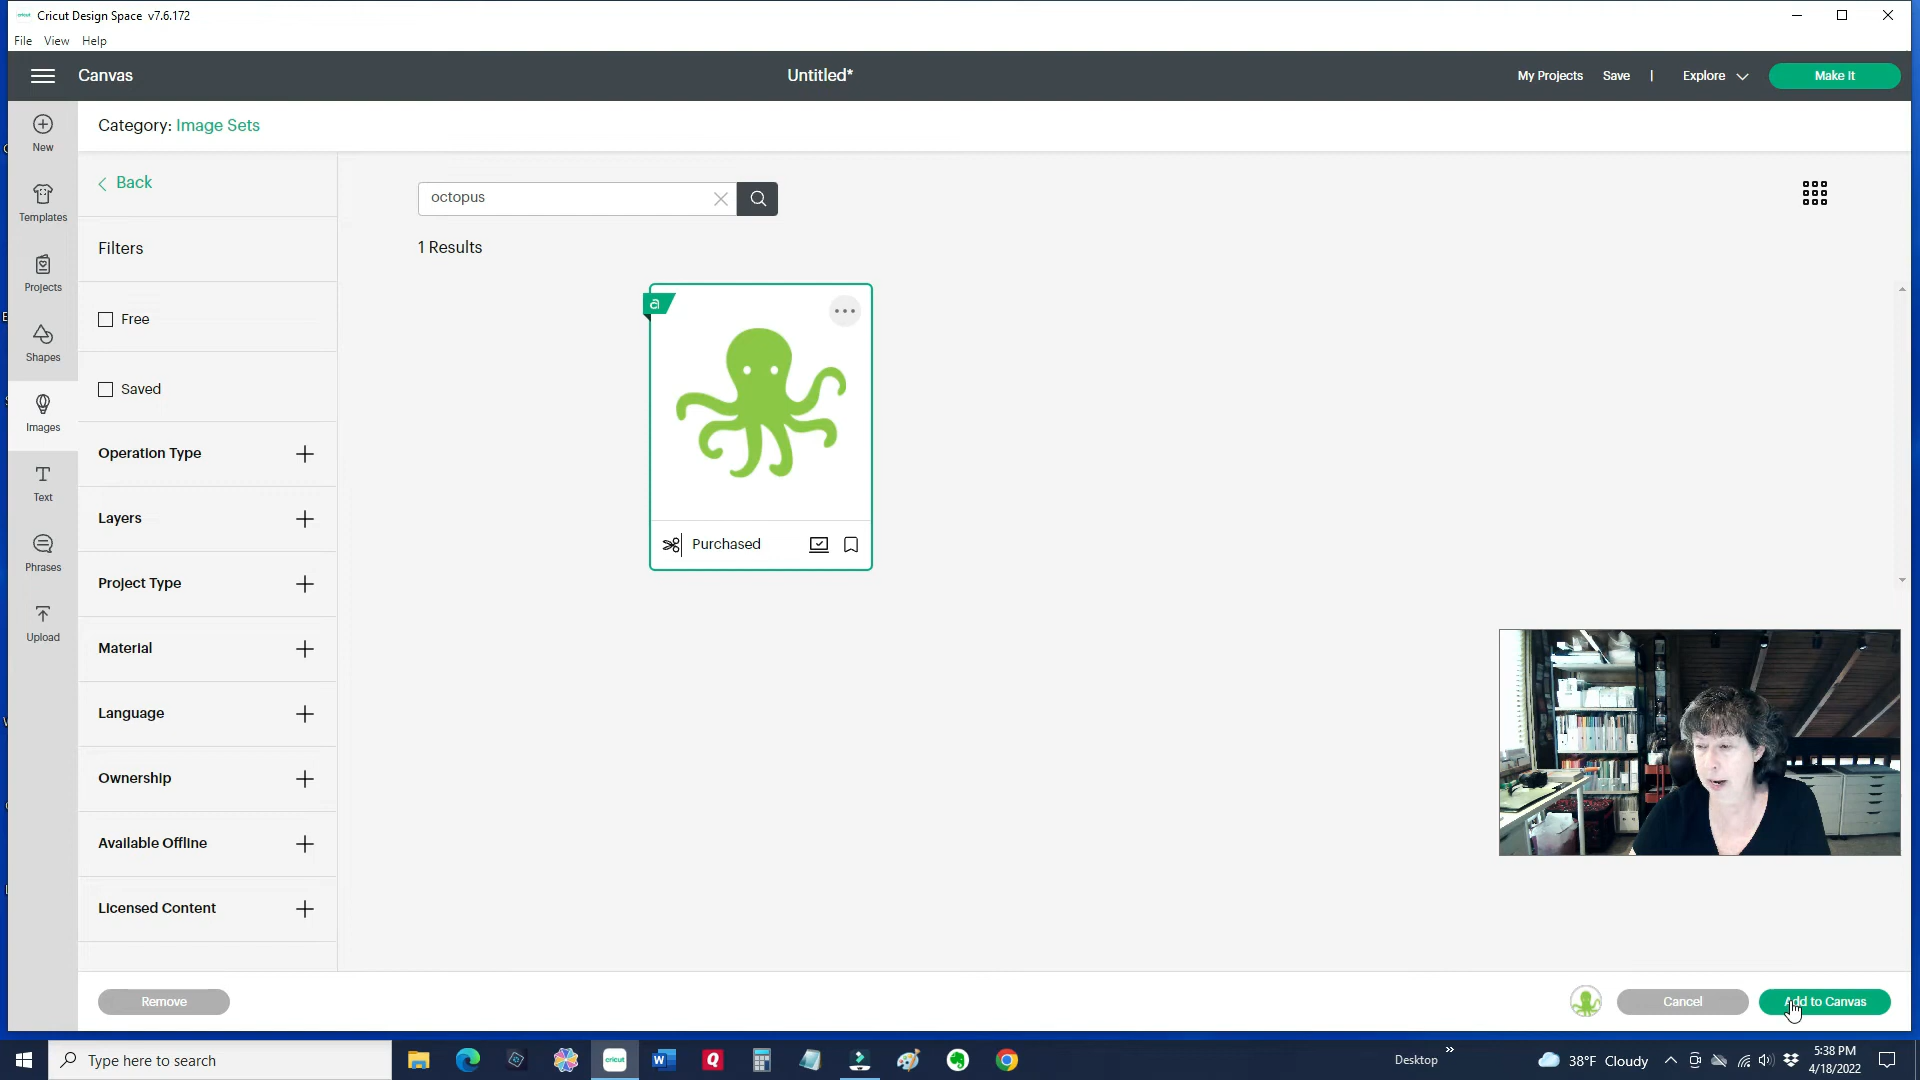 cricut Cricut Design Space v7.6.172
File View Help
Canvas Untitled* My Projects Save | Explore Make It
New
Templates
Projects
Shapes
Images
Text
Phrases
Upload
Category: Image Sets
Back
Filters
Free
Saved
Operation Type
Layers
Project Type
Material
Language
Ownership
Available Offline
Licensed Content
octopus
1 Results
a
Purchased
Remove Cancel Add to Canvas
Type here to search
cricut
W
Q
Desktop
38°F Cloudy
5:38 PM
4/18/2022